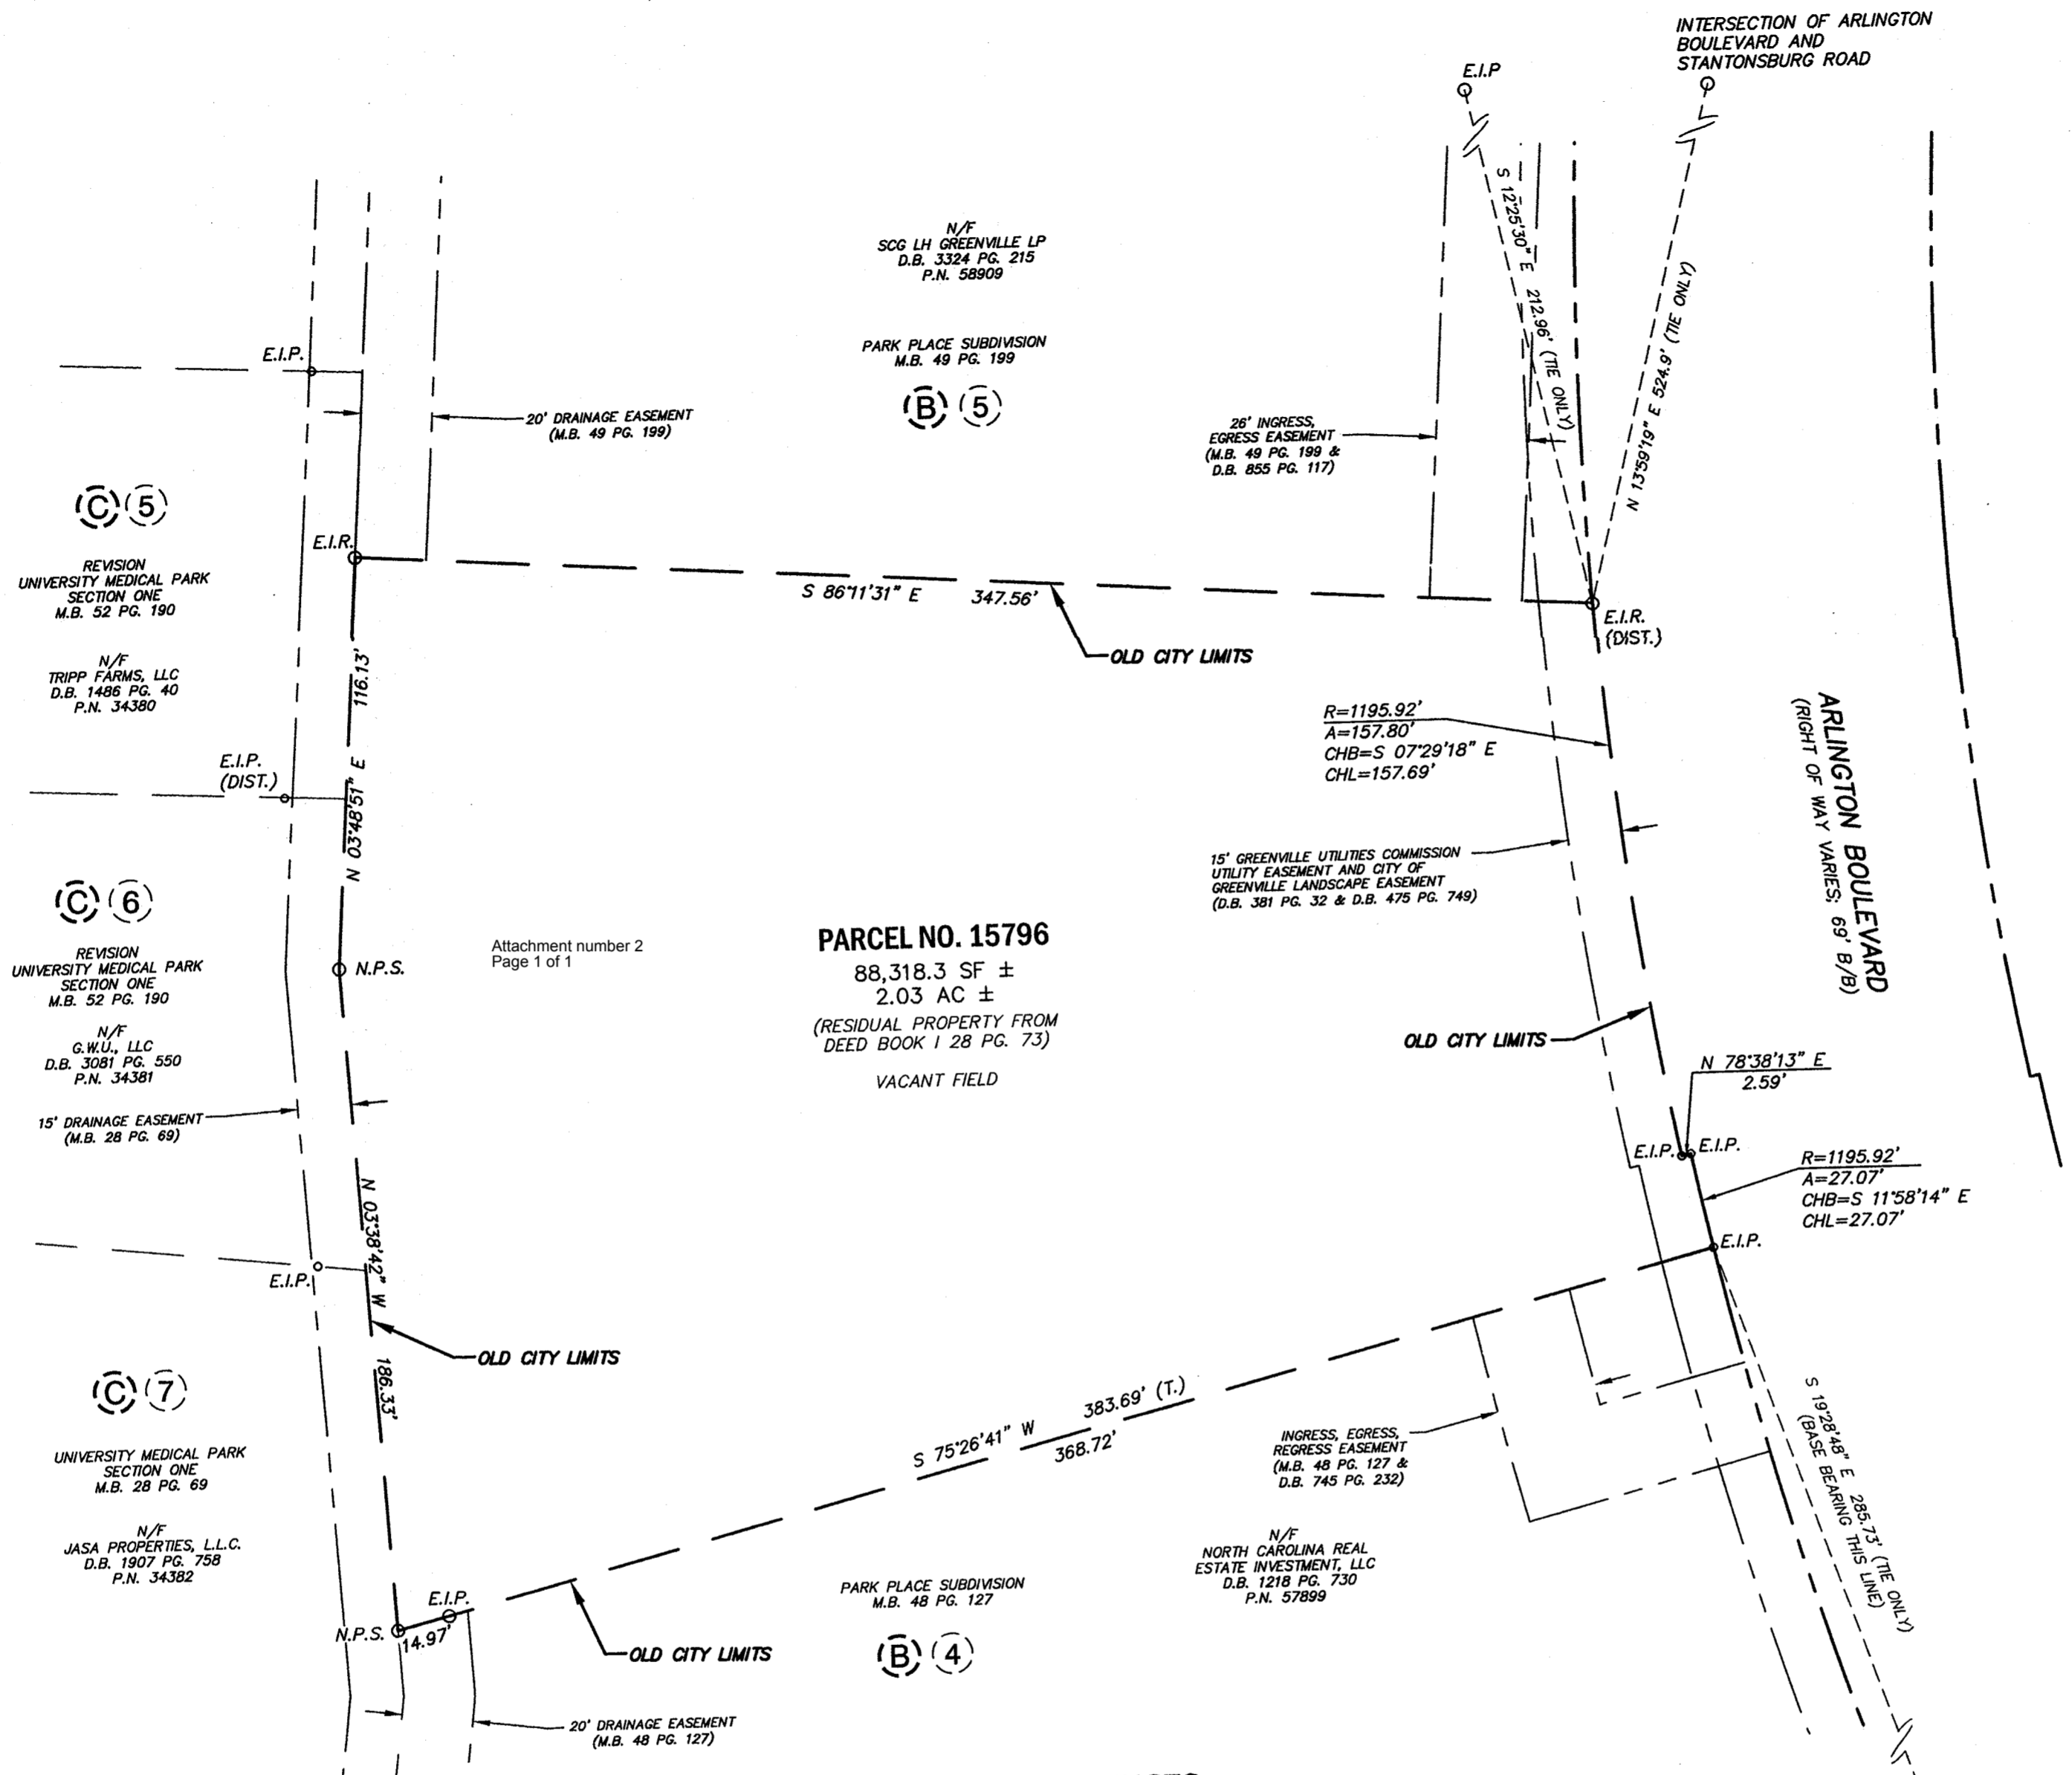 INTERSECTION OF ARLINGTON
BOULEVARD AND
STANTONSBURG ROAD
E.I.P
S 12°25'30" E 212.96' (TIE ONLY)
N 13°59'19" E 524.9' (TIE ONLY)
N/F
SCG LH GREENVILLE LP
D.B. 3324 PG. 215
P.N. 58909
PARK PLACE SUBDIVISION
M.B. 49 PG. 199
B 5
E.I.P.
20' DRAINAGE EASEMENT
(M.B. 49 PG. 199)
26' INGRESS,
EGRESS EASEMENT
(M.B. 49 PG. 199 &
D.B. 855 PG. 117)
C 5
REVISION
UNIVERSITY MEDICAL PARK
SECTION ONE
M.B. 52 PG. 190
N/F
TRIPP FARMS, LLC
D.B. 1486 PG. 40
P.N. 34380
E.I.R.
S 86°11'31" E 347.56'
OLD CITY LIMITS
E.I.R.
(DIST.)
N 03°48'51" E 116.13'
E.I.P.
(DIST.)
R=1195.92'
A=157.80'
CHB=S 07°29'18" E
CHL=157.69'
ARLINGTON BOULEVARD
(RIGHT OF WAY VARIES; 69' B/B)
15' GREENVILLE UTILITIES COMMISSION
UTILITY EASEMENT AND CITY OF
GREENVILLE LANDSCAPE EASEMENT
(D.B. 381 PG. 32 & D.B. 475 PG. 749)
C 6
REVISION
UNIVERSITY MEDICAL PARK
SECTION ONE
M.B. 52 PG. 190
N/F
G.W.U., LLC
D.B. 3081 PG. 550
P.N. 34381
N.P.S.
Attachment number 2
Page 1 of 1
PARCEL NO. 15796
88,318.3 SF ±
2.03 AC ±
(RESIDUAL PROPERTY FROM
DEED BOOK I 28 PG. 73)
VACANT FIELD
OLD CITY LIMITS
N 78°38'13" E
2.59'
E.I.P.
E.I.P.
R=1195.92'
A=27.07'
CHB=S 11°58'14" E
CHL=27.07'
E.I.P.
15' DRAINAGE EASEMENT
(M.B. 28 PG. 69)
N 03°38'42" W 186.33'
E.I.P.
OLD CITY LIMITS
C 7
UNIVERSITY MEDICAL PARK
SECTION ONE
M.B. 28 PG. 69
N/F
JASA PROPERTIES, L.L.C.
D.B. 1907 PG. 758
P.N. 34382
S 75°26'41" W 383.69' (T.)
368.72'
INGRESS, EGRESS,
REGRESS EASEMENT
(M.B. 48 PG. 127 &
D.B. 745 PG. 232)
S 19°28'48" E 285.73' (TIE ONLY)
(BASE BEARING THIS LINE)
N/F
NORTH CAROLINA REAL
ESTATE INVESTMENT, LLC
D.B. 1218 PG. 730
P.N. 57899
PARK PLACE SUBDIVISION
M.B. 48 PG. 127
B 4
E.I.P.
N.P.S.
14.97'
OLD CITY LIMITS
20' DRAINAGE EASEMENT
(M.B. 48 PG. 127)